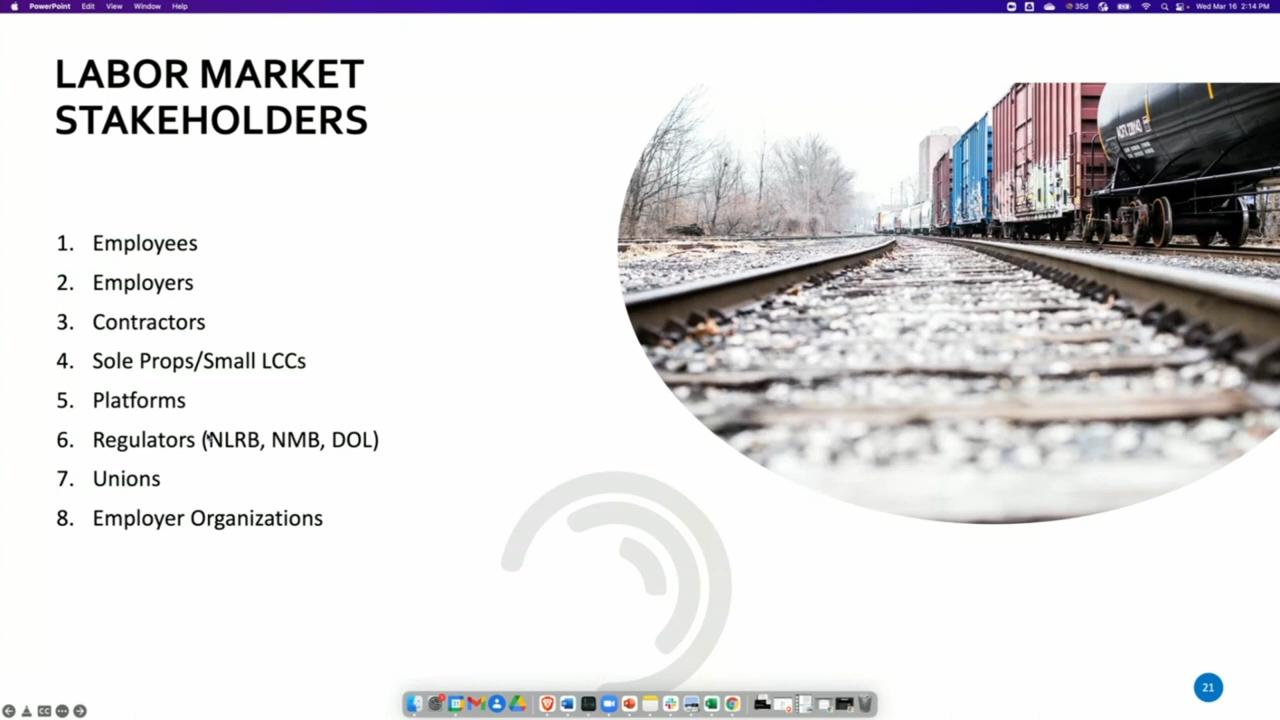 PowerPoint Edit View Window Help
35d
Wed Mar 16 2:14 PM
LABOR MARKET
STAKEHOLDERS
1. Employees
2. Employers
3. Contractors
4. Sole Props/Small LCCs
5. Platforms
6. Regulators (NLRB, NMB, DOL)
7. Unions
8. Employer Organizations
21
CC